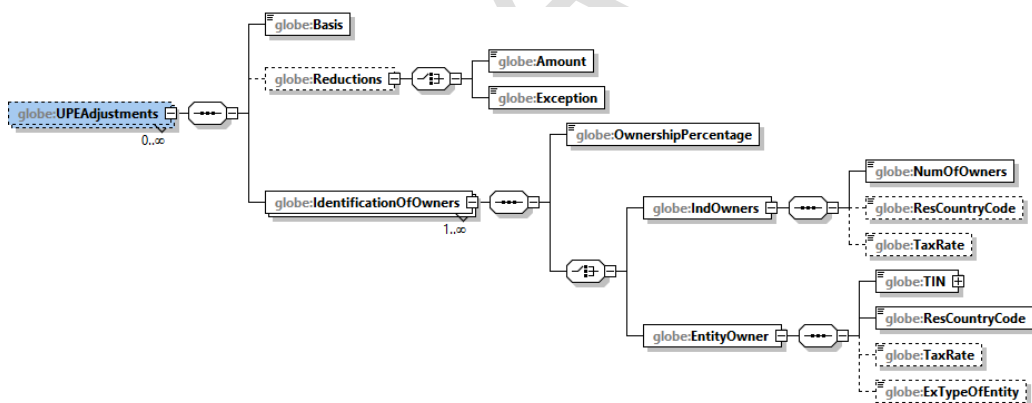 globe:Basis
globe:Reductions
globe:Amount
globe:Exception
globe:UPEAdjustments
0..∞
globe:OwnershipPercentage
globe:IdentificationOfOwners
1..∞
globe:IndOwners
globe:NumOfOwners
globe:ResCountryCode
globe:TaxRate
globe:EntityOwner
globe:TIN
globe:ResCountryCode
globe:TaxRate
globe:ExTypeOfEntity